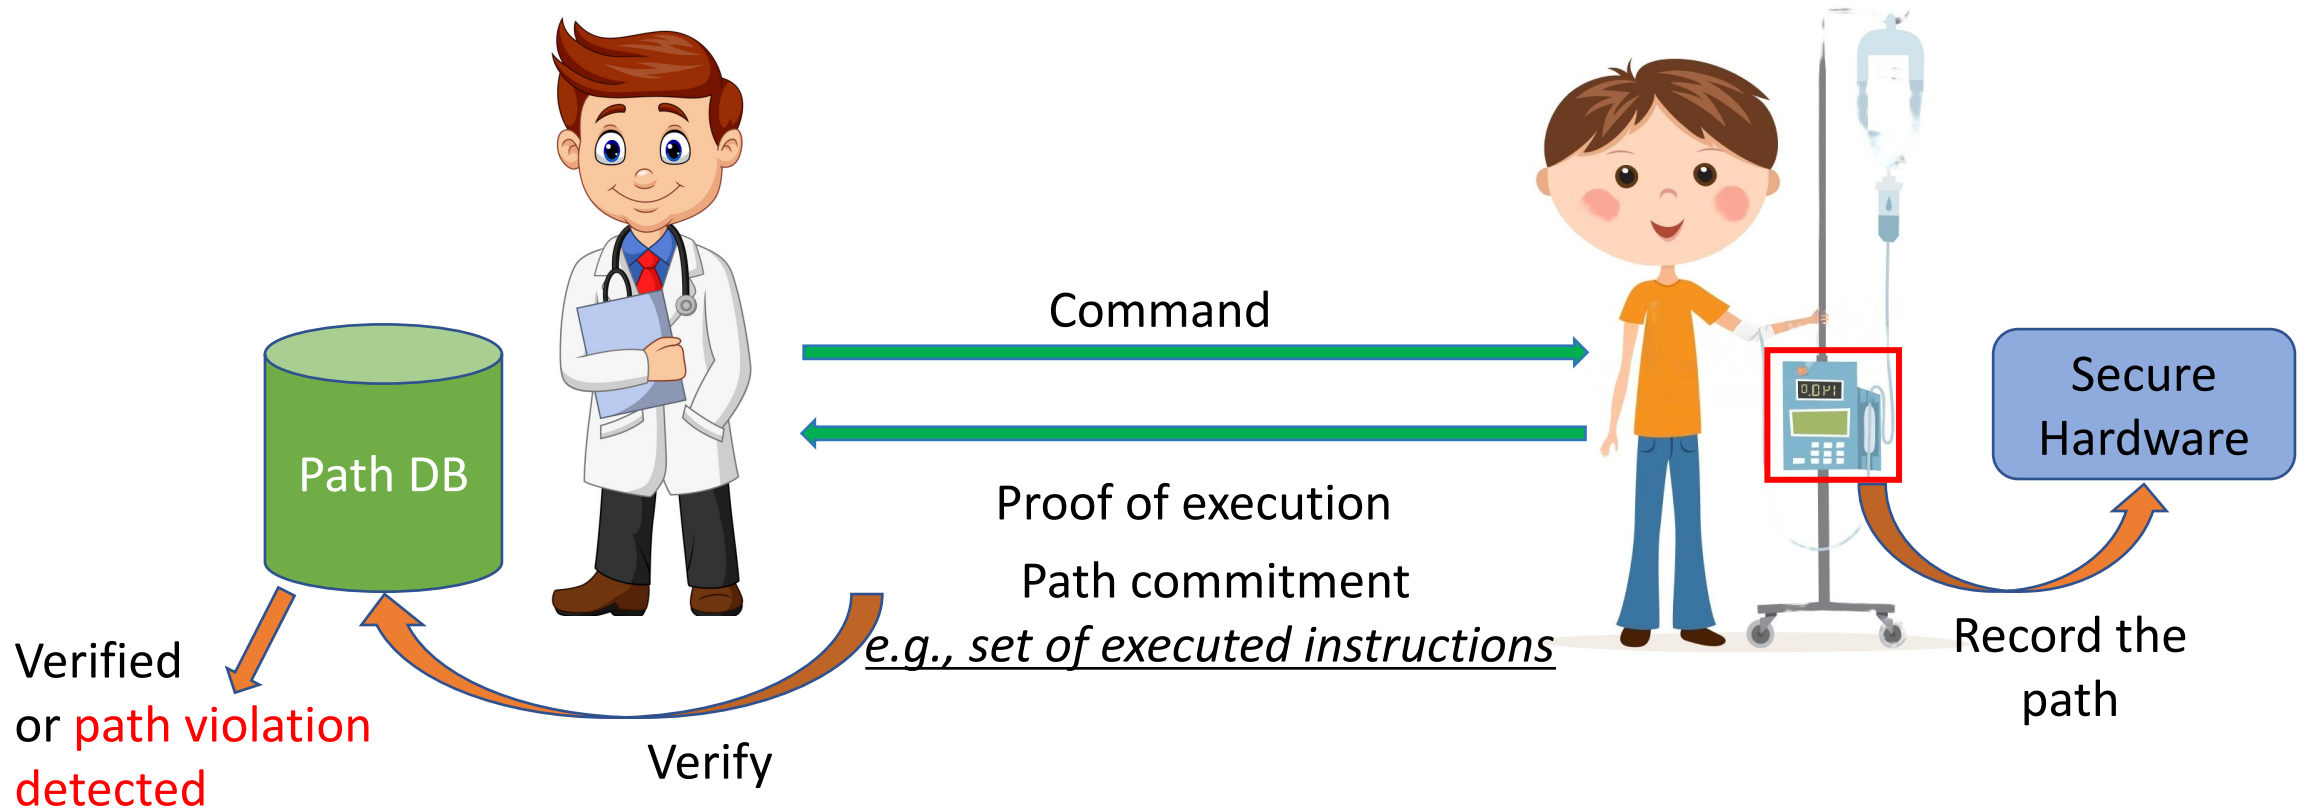 Command
Secure
Hardware
Path DB
Proof of execution
Path commitment
e.g., set of executed instructions
Record the
path
Verified
or path violation
detected
Verify